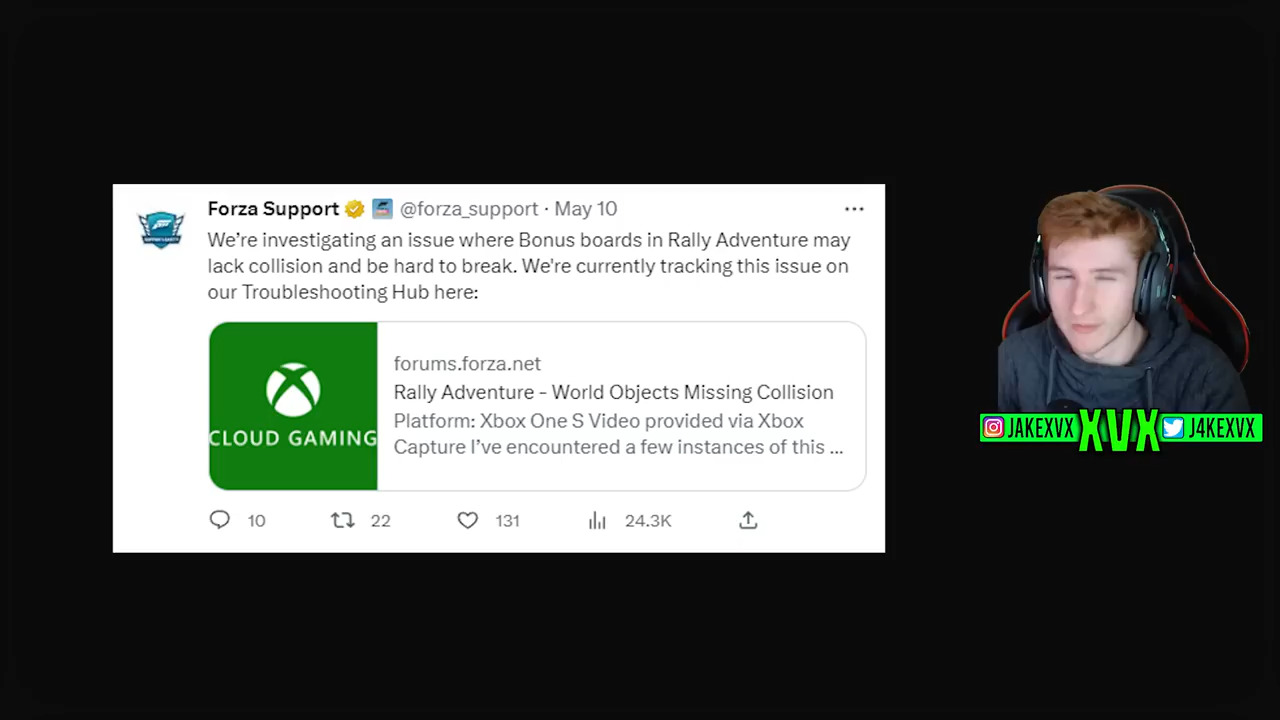 Forza Support @forza_support · May 10
We're investigating an issue where Bonus boards in Rally Adventure may
lack collision and be hard to break. We're currently tracking this issue on
our Troubleshooting Hub here:
CLOUD GAMING
forums.forza.net
Rally Adventure - World Objects Missing Collision
Platform: Xbox One S Video provided via Xbox
Capture I've encountered a few instances of this ...
10 22 131 24.3K
JAKEXVX XVX J4KEXVX